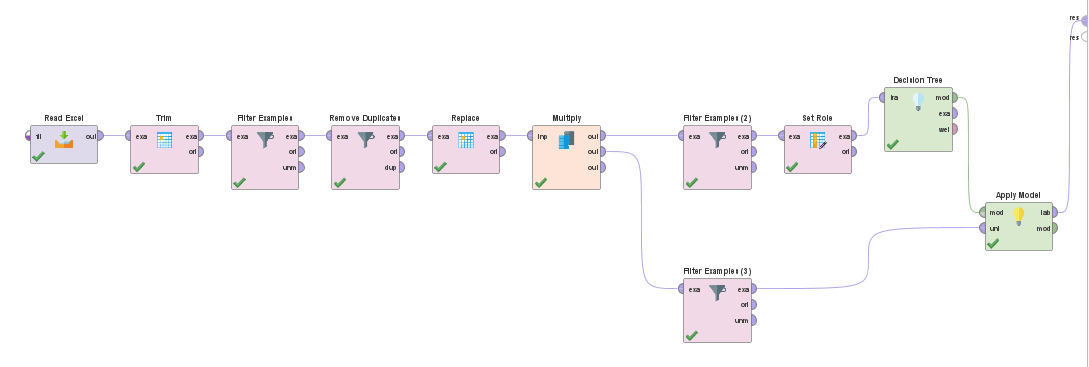 res
res
Decision Tree
tra mod
exa
wei
Read Excel Trim Filter Examples Remove Duplicates Replace Multiply Filter Examples (2) Set Role
fil out exa exa exa exa exa exa exa exa inp out exa exa exa exa
ori ori ori ori out ori ori
unm dup out unm
Apply Model
mod lab
unl mod
Filter Examples (3)
exa exa
ori
unm